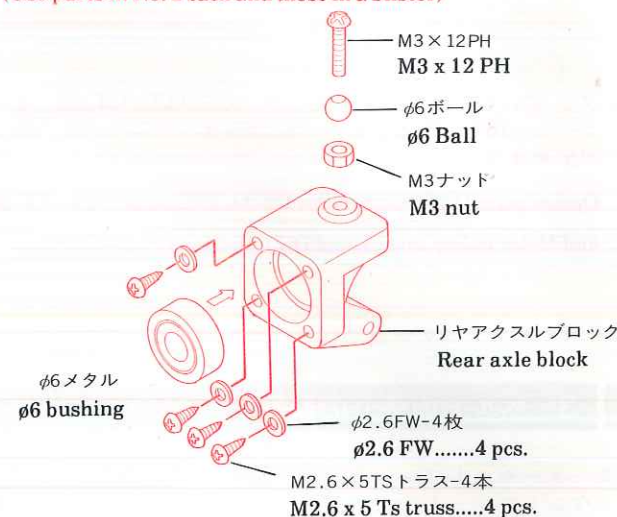 M3×12PH
M3 x 12 PH
φ6ボール
ø6 Ball
M3ナッド
M3 nut
リヤアクスルブロック
Rear axle block
φ6メタル
ø6 bushing
φ2.6FW-4枚
ø2.6 FW.......4 pcs.
M2.6×5TSトラス-4本
M2.6 x 5 Ts truss.....4 pcs.